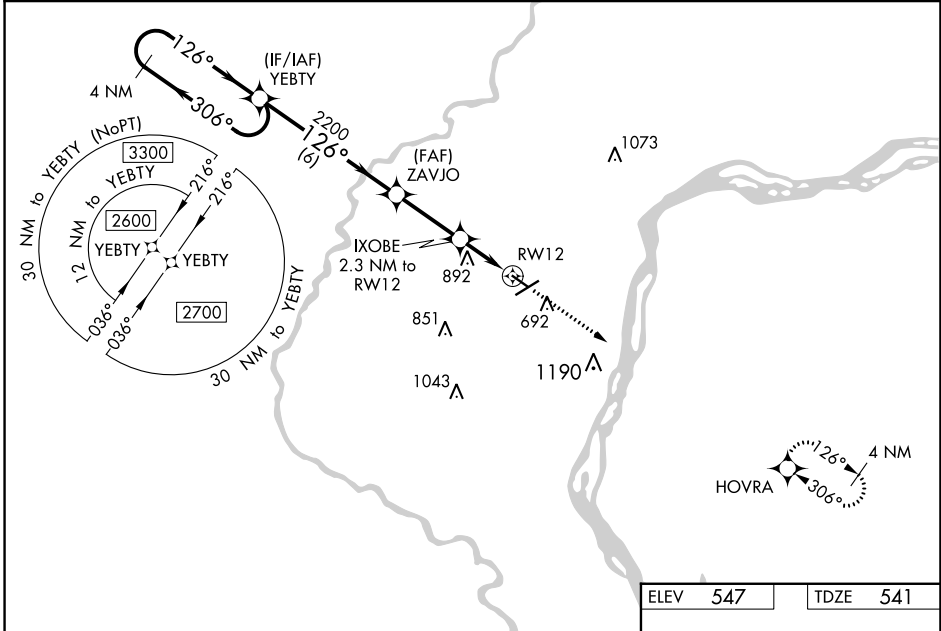 126°
(IF/IAF)
YEBTY
4 NM
306°
2200
126°
(6)
(FAF)
ZAVJO
1073
30 NM to YEBTY (NoPT)
3300
12 NM to YEBTY
216°
216°
2600
YEBTY
YEBTY
2700
036°
036°
30 NM to YEBTY
IXOBE
2.3 NM to
RW12
892
RW12
692
851
1043
1190
126°
4 NM
HOVRA
306°
ELEV 547
TDZE 541